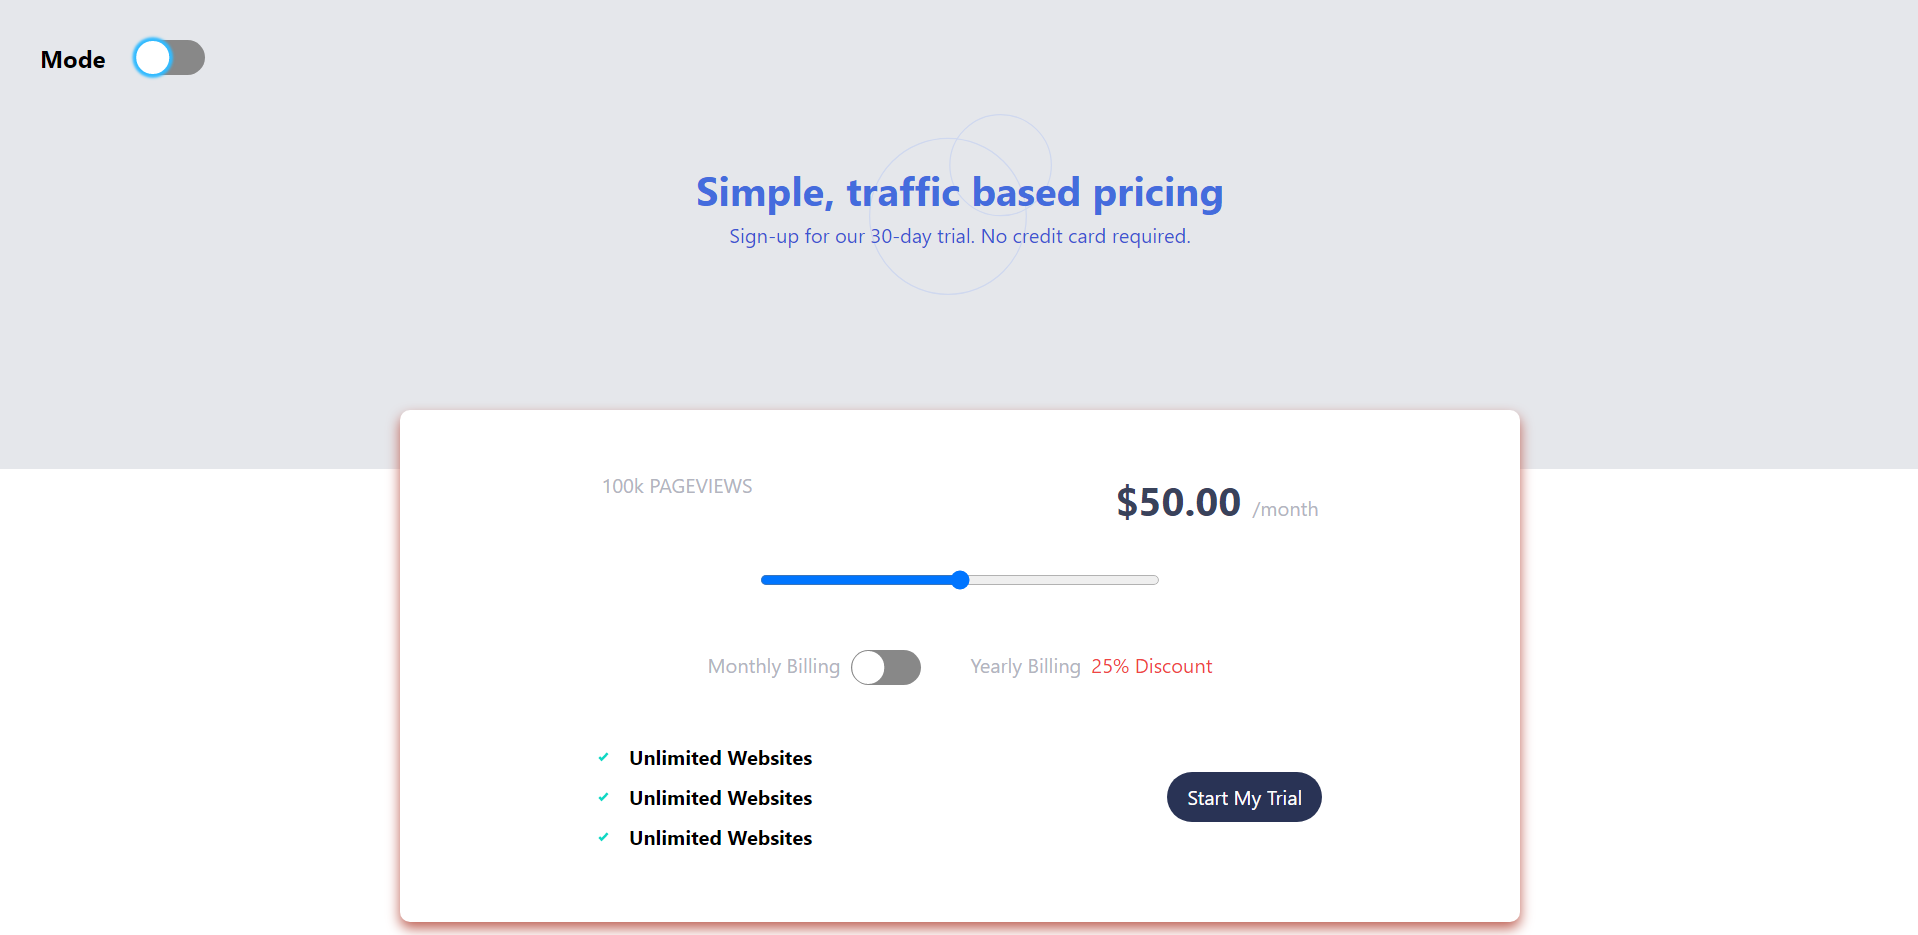 Mode
Simple, traffic based pricing
Sign-up for our 30-day trial. No credit card required.
100k PAGEVIEWS
$50.00 /month
Monthly Billing
Yearly Billing 25% Discount
Unlimited Websites
Unlimited Websites
Unlimited Websites
Start My Trial